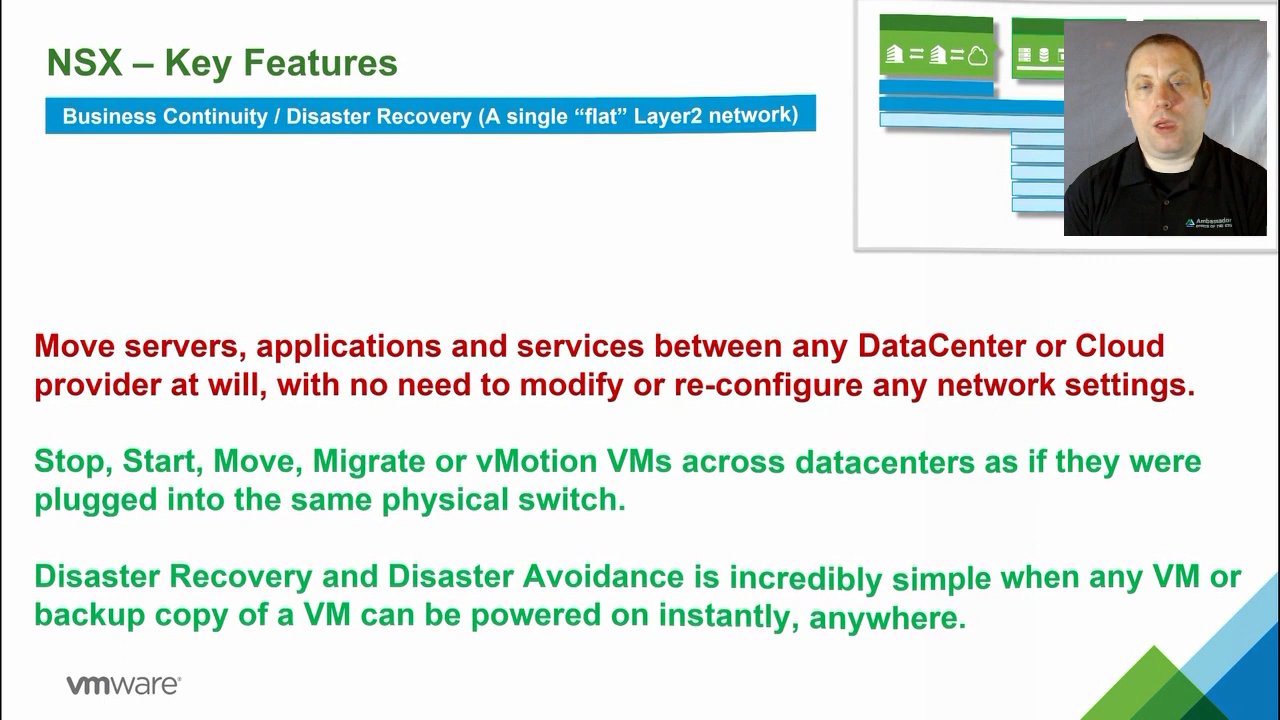 NSX – Key Features
Business Continuity / Disaster Recovery (A single “flat” Layer2 network)
Ambassador
Move servers, applications and services between any DataCenter or Cloud
provider at will, with no need to modify or re-configure any network settings.
Stop, Start, Move, Migrate or vMotion VMs across datacenters as if they were
plugged into the same physical switch.
Disaster Recovery and Disaster Avoidance is incredibly simple when any VM or
backup copy of a VM can be powered on instantly, anywhere.
vmware®